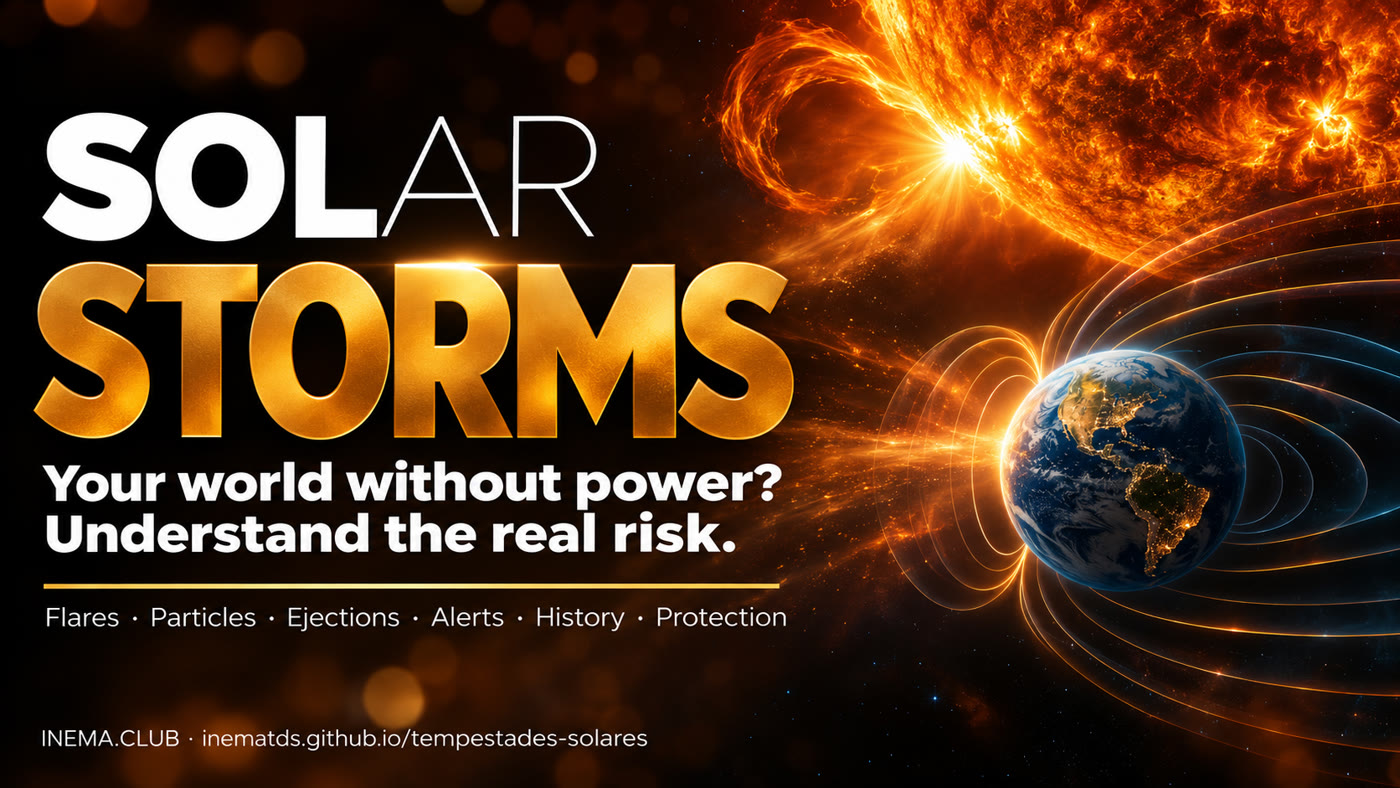 SOLAR
STORMS
Your world without power?
Understand the real risk.
Flares · Particles · Ejections · Alerts · History · Protection
INEMA.CLUB · inematds.github.io/tempestades-solares